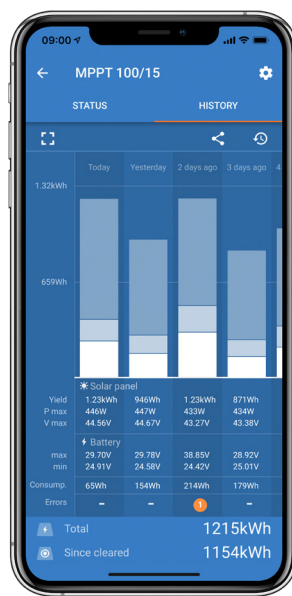 09:00
MPPT 100/15
STATUS HISTORY
Today Yesterday 2 days ago 3 days ago 4
1.32kWh
659Wh
Solar panel
Yield 1.23kWh 946Wh 1.23kWh 871Wh
P max 446W 447W 433W 434W
V max 44.56V 44.67V 43.27V 43.38V
Battery
max 29.70V 29.78V 38.85V 28.92V
min 24.91V 24.58V 24.42V 25.01V
Consump. 65Wh 154Wh 214Wh 179Wh
Errors – – 1 –
Total 1215kWh
Since cleared 1154kWh